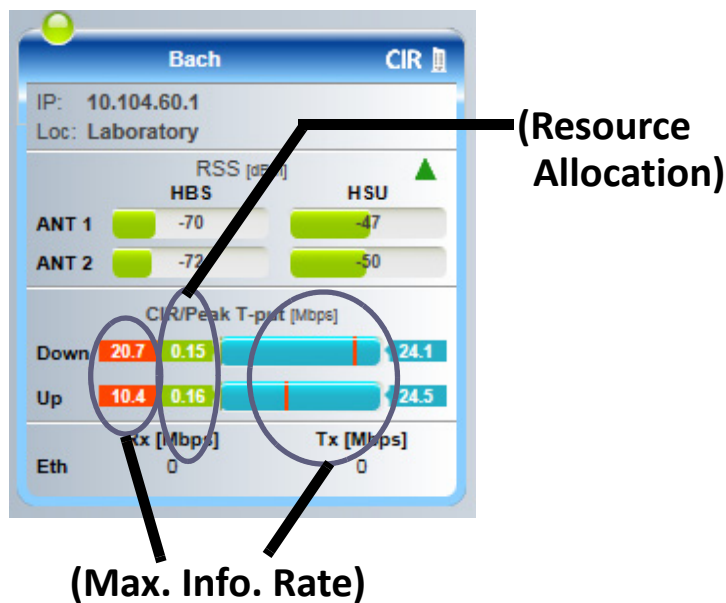 Bach CIR
IP: 10.104.60.1
Loc: Laboratory
(Resource
Allocation)
RSS [dBm]
HBS HSU
ANT 1 -70 -47
ANT 2 -72 -50
CIR/Peak T-put [Mbps]
Down 20.7 0.15 24.1
Up 10.4 0.16 24.5
Rx [Mbps] Tx [Mbps]
Eth 0 0
(Max. Info. Rate)